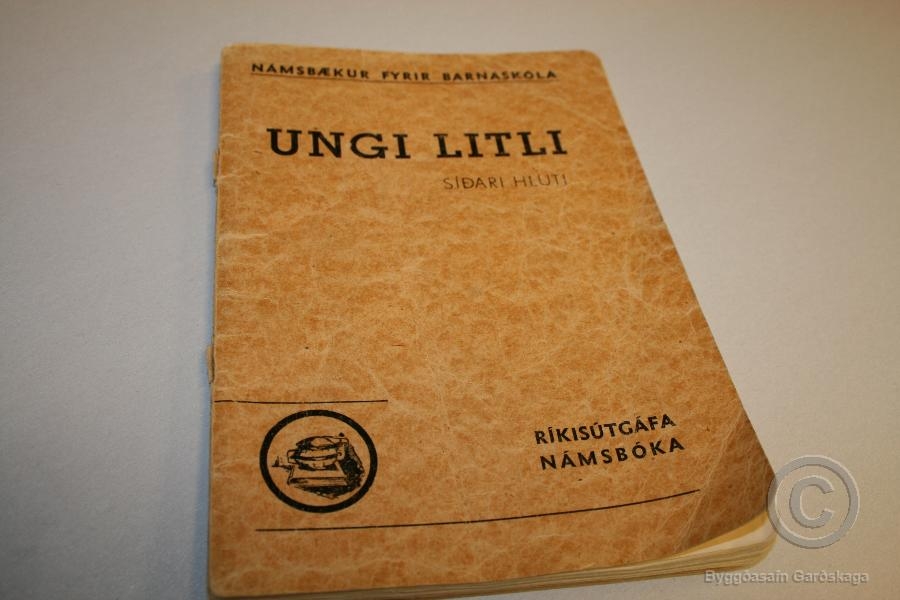 NÁMSBÆKUR FYRIR BARNASKÓLA
UNGI LITLI
SÍÐARI HLUTI
RÍKISÚTGÁFA
NÁMSBÓKA
©
Byggðasafn Garðskaga